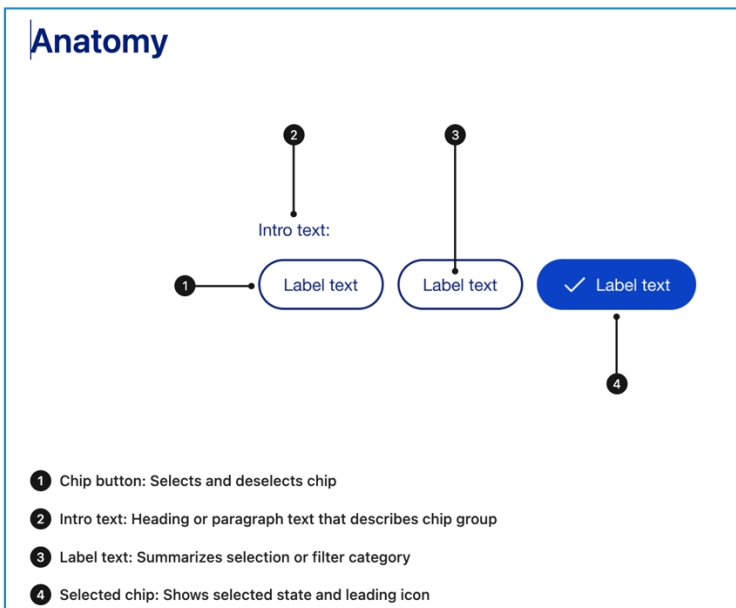 Anatomy
2
3
Intro text:
1
Label text
Label text
Label text
4
1 Chip button: Selects and deselects chip
2 Intro text: Heading or paragraph text that describes chip group
3 Label text: Summarizes selection or filter category
4 Selected chip: Shows selected state and leading icon